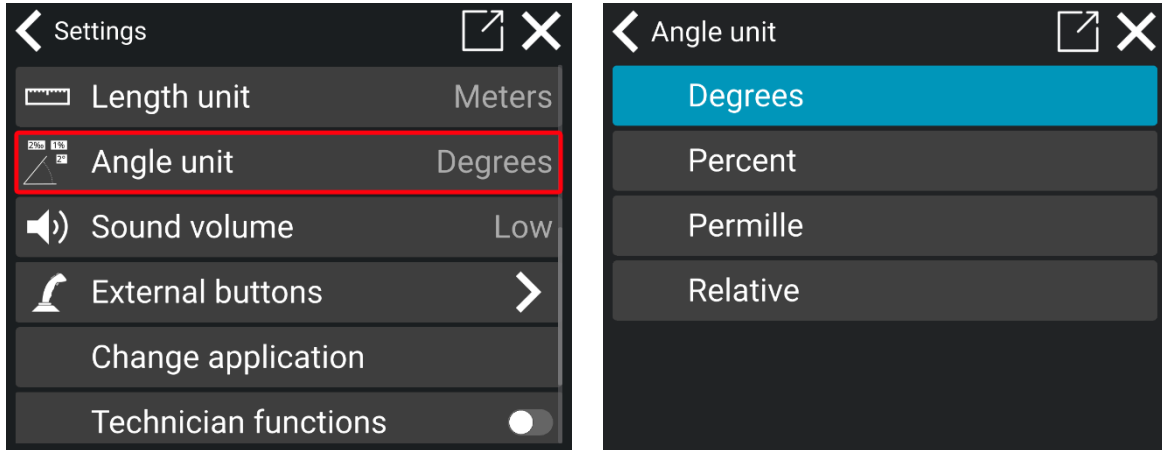 Settings
Length unit Meters
2‰ 1%
2°
Angle unit Degrees
Sound volume Low
External buttons
Change application
Technician functions
Angle unit
Degrees
Percent
Permille
Relative